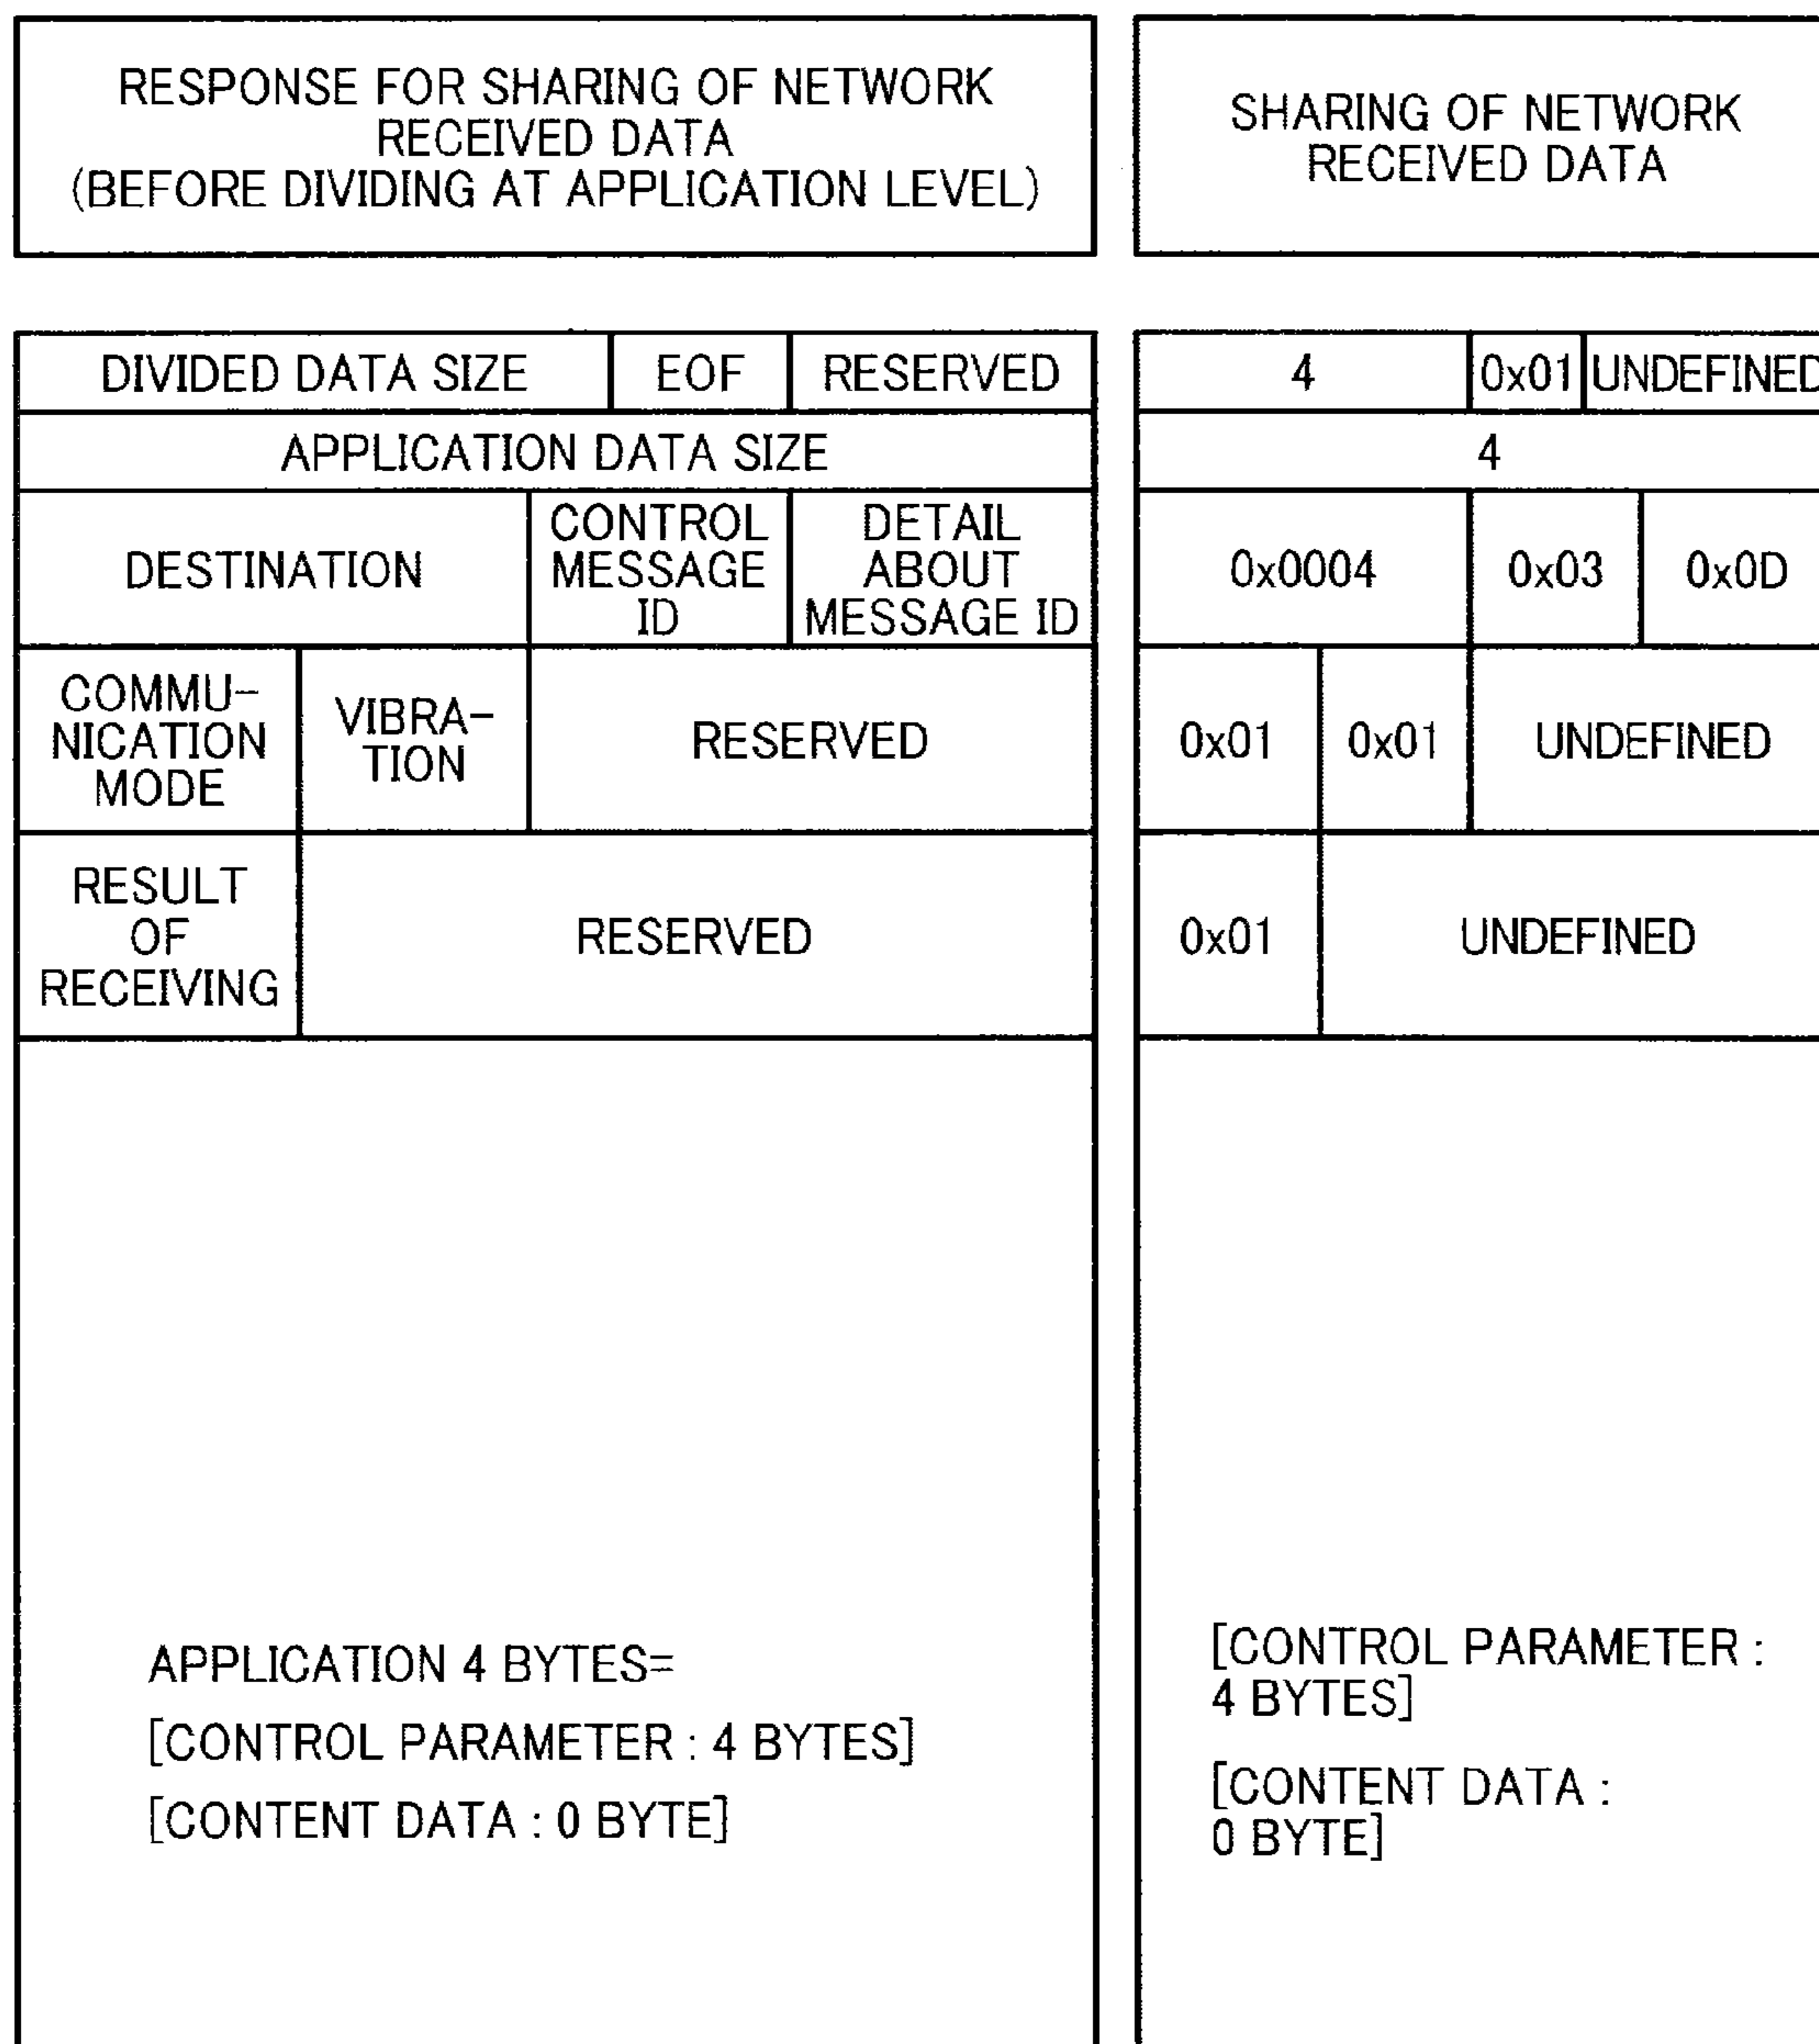 RESPONSE FOR SHARING OF NETWORK
RECEIVED DATA
(BEFORE DIVIDING AT APPLICATION LEVEL)
SHARING OF NETWORK
RECEIVED DATA
DIVIDED DATA SIZE
EOF
RESERVED
4
0x01
UNDEFINED
APPLICATION DATA SIZE
4
DESTINATION
CONTROL
MESSAGE
ID
DETAIL
ABOUT
MESSAGE ID
0x0004
0x03
0x0D
COMMU-
NICATION
MODE
VIBRA-
TION
RESERVED
0x01
0x01
UNDEFINED
RESULT
OF
RECEIVING
RESERVED
0x01
UNDEFINED
APPLICATION 4 BYTES=
[CONTROL PARAMETER : 4 BYTES]
[CONTENT DATA : 0 BYTE]
[CONTROL PARAMETER :
4 BYTES]
[CONTENT DATA :
0 BYTE]